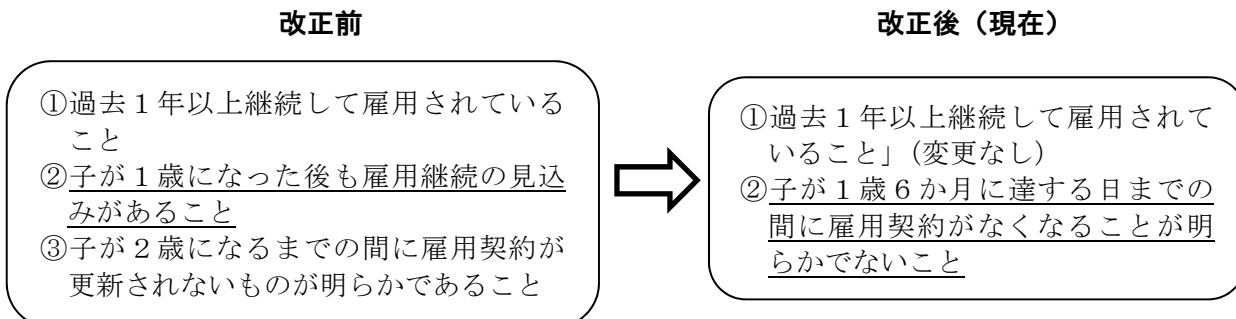 改正前
①過去１年以上継続して雇用されている
こと
②子が１歳になった後も雇用継続の見込
みがあること
③子が２歳になるまでの間に雇用契約が
更新されないものが明らかであること
改正後（現在）
①過去１年以上継続して雇用されて
いること」（変更なし）
②子が１歳６か月に達する日までの
間に雇用契約がなくなることが明
らかでないこと